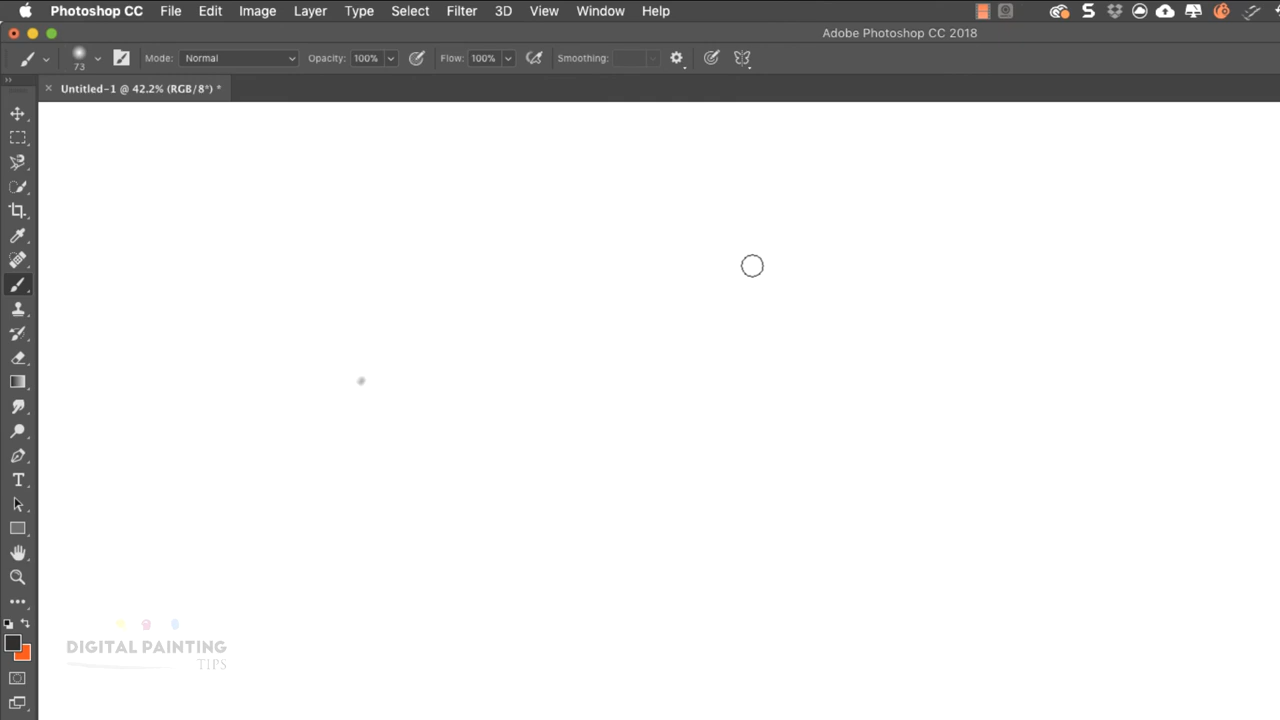 Photoshop CC File Edit Image Layer Type Select Filter 3D View Window Help
Adobe Photoshop CC 2018
73 Mode: Normal Opacity: 100% Flow: 100% Smoothing:
Untitled-1 @ 42.2% (RGB/8*) *
DIGITAL PAINTING
TIPS